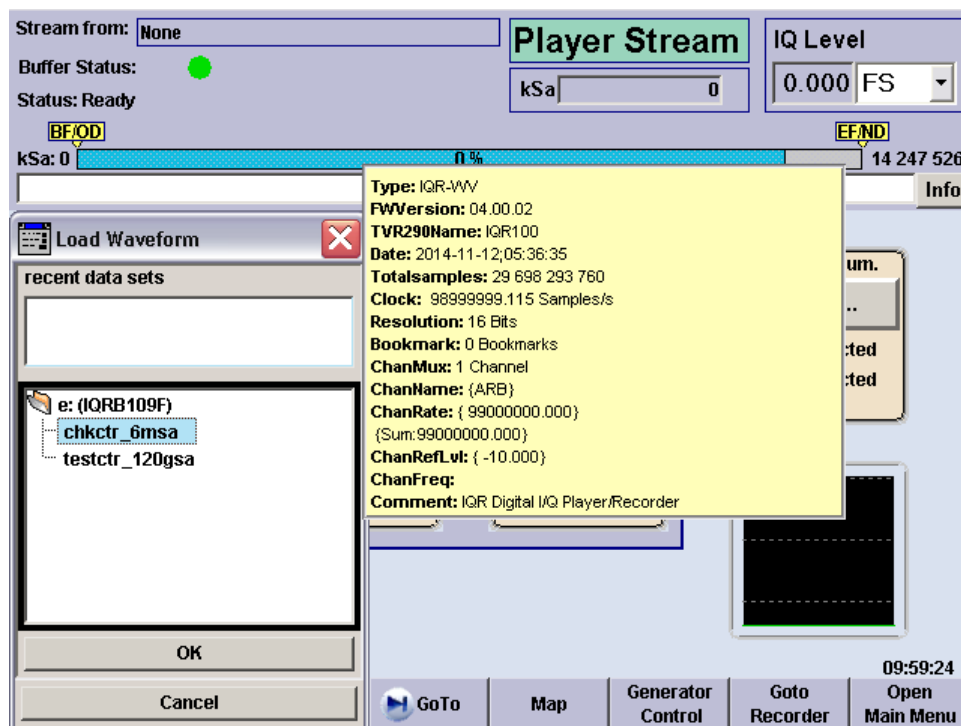 Stream from: None
Player Stream
IQ Level
Buffer Status:
kSa 0
0.000 FS
Status: Ready
BF/OD
EF/ND
kSa: 0
0 %
14 247 526
Info
Load Waveform
recent data sets
e: (IQRB109F)
chkctr_6msa
testctr_120gsa
OK
Cancel
Type: IQR-WV
FWVersion: 04.00.02
TVR290Name: IQR100
Date: 2014-11-12;05:36:35
Totalsamples: 29 698 293 760
Clock: 98999999.115 Samples/s
Resolution: 16 Bits
Bookmark: 0 Bookmarks
ChanMux: 1 Channel
ChanName: {ARB}
ChanRate: { 99000000.000}
{Sum:99000000.000}
ChanRefLvl: { -10.000}
ChanFreq:
Comment: IQR Digital I/Q Player/Recorder
um.
...
cted
cted
09:59:24
GoTo
Map
Generator
Control
Goto
Recorder
Open
Main Menu